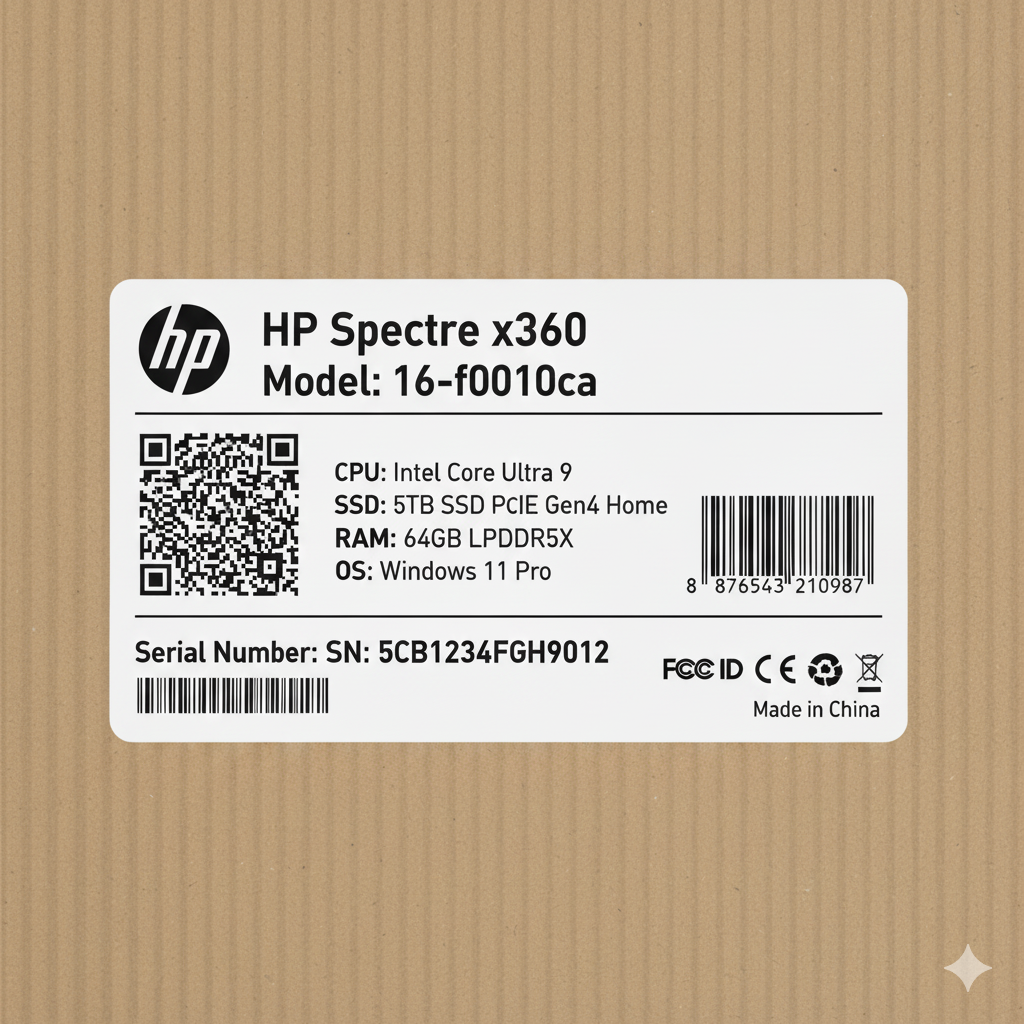 hp
HP Spectre x360
Model: 16-f0010ca
CPU: Intel Core Ultra 9
SSD: 5TB SSD PCIE Gen4 Home
RAM: 64GB LPDDR5X
OS: Windows 11 Pro
8 876543 210987
Serial Number: SN: 5CB1234FGH9012
FCC ID CE
Made in China